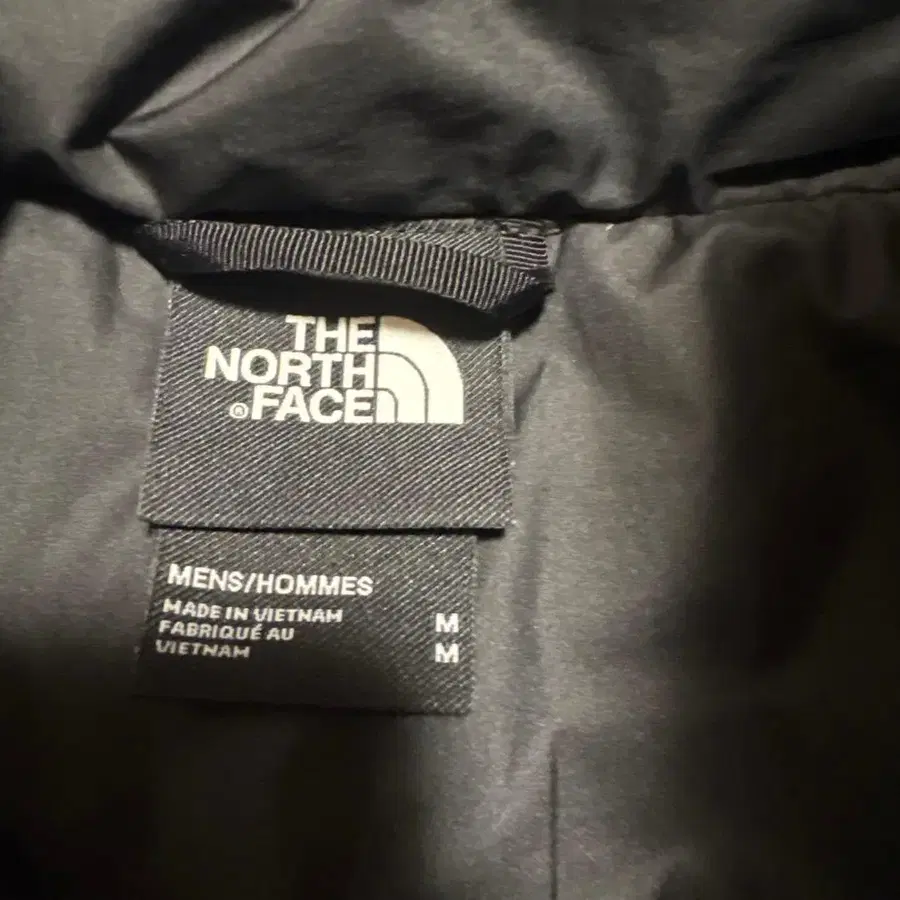 THE
NORTH
®FACE
MENS/HOMMES
MADE IN VIETNAM M
FABRIQUÉ AU
VIETNAM M